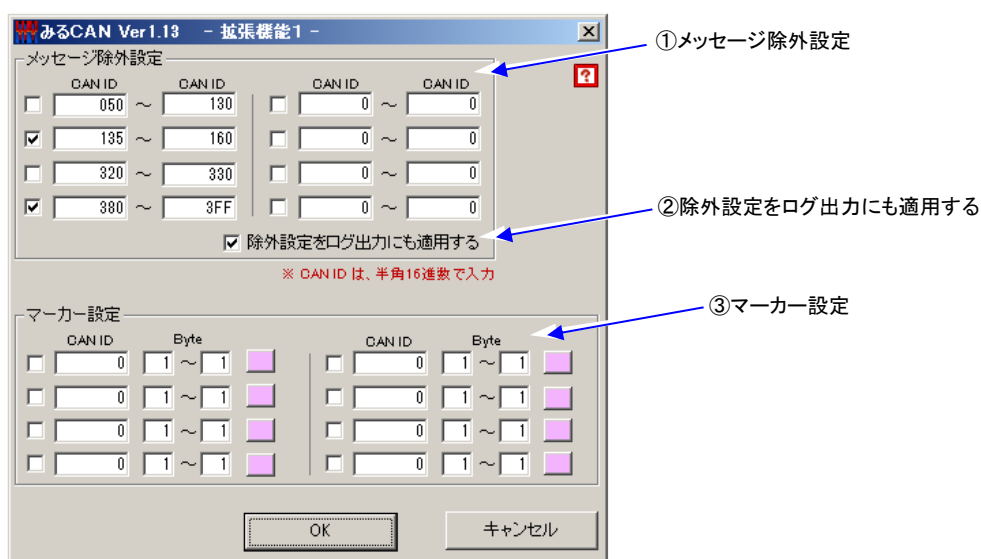 みるCAN Ver1.13 － 拡張機能1 －
①メッセージ除外設定
メッセージ除外設定
CAN ID CAN ID CAN ID CAN ID
050 ～ 130 0 ～ 0
135 ～ 160 0 ～ 0
320 ～ 330 0 ～ 0
380 ～ 3FF 0 ～ 0
②除外設定をログ出力にも適用する
除外設定をログ出力にも適用する
※ CAN ID は、半角16進数で入力
③マーカー設定
マーカー設定
CAN ID Byte CAN ID Byte
0 1 ～ 1 0 1 ～ 1
0 1 ～ 1 0 1 ～ 1
0 1 ～ 1 0 1 ～ 1
0 1 ～ 1 0 1 ～ 1
OK キャンセル